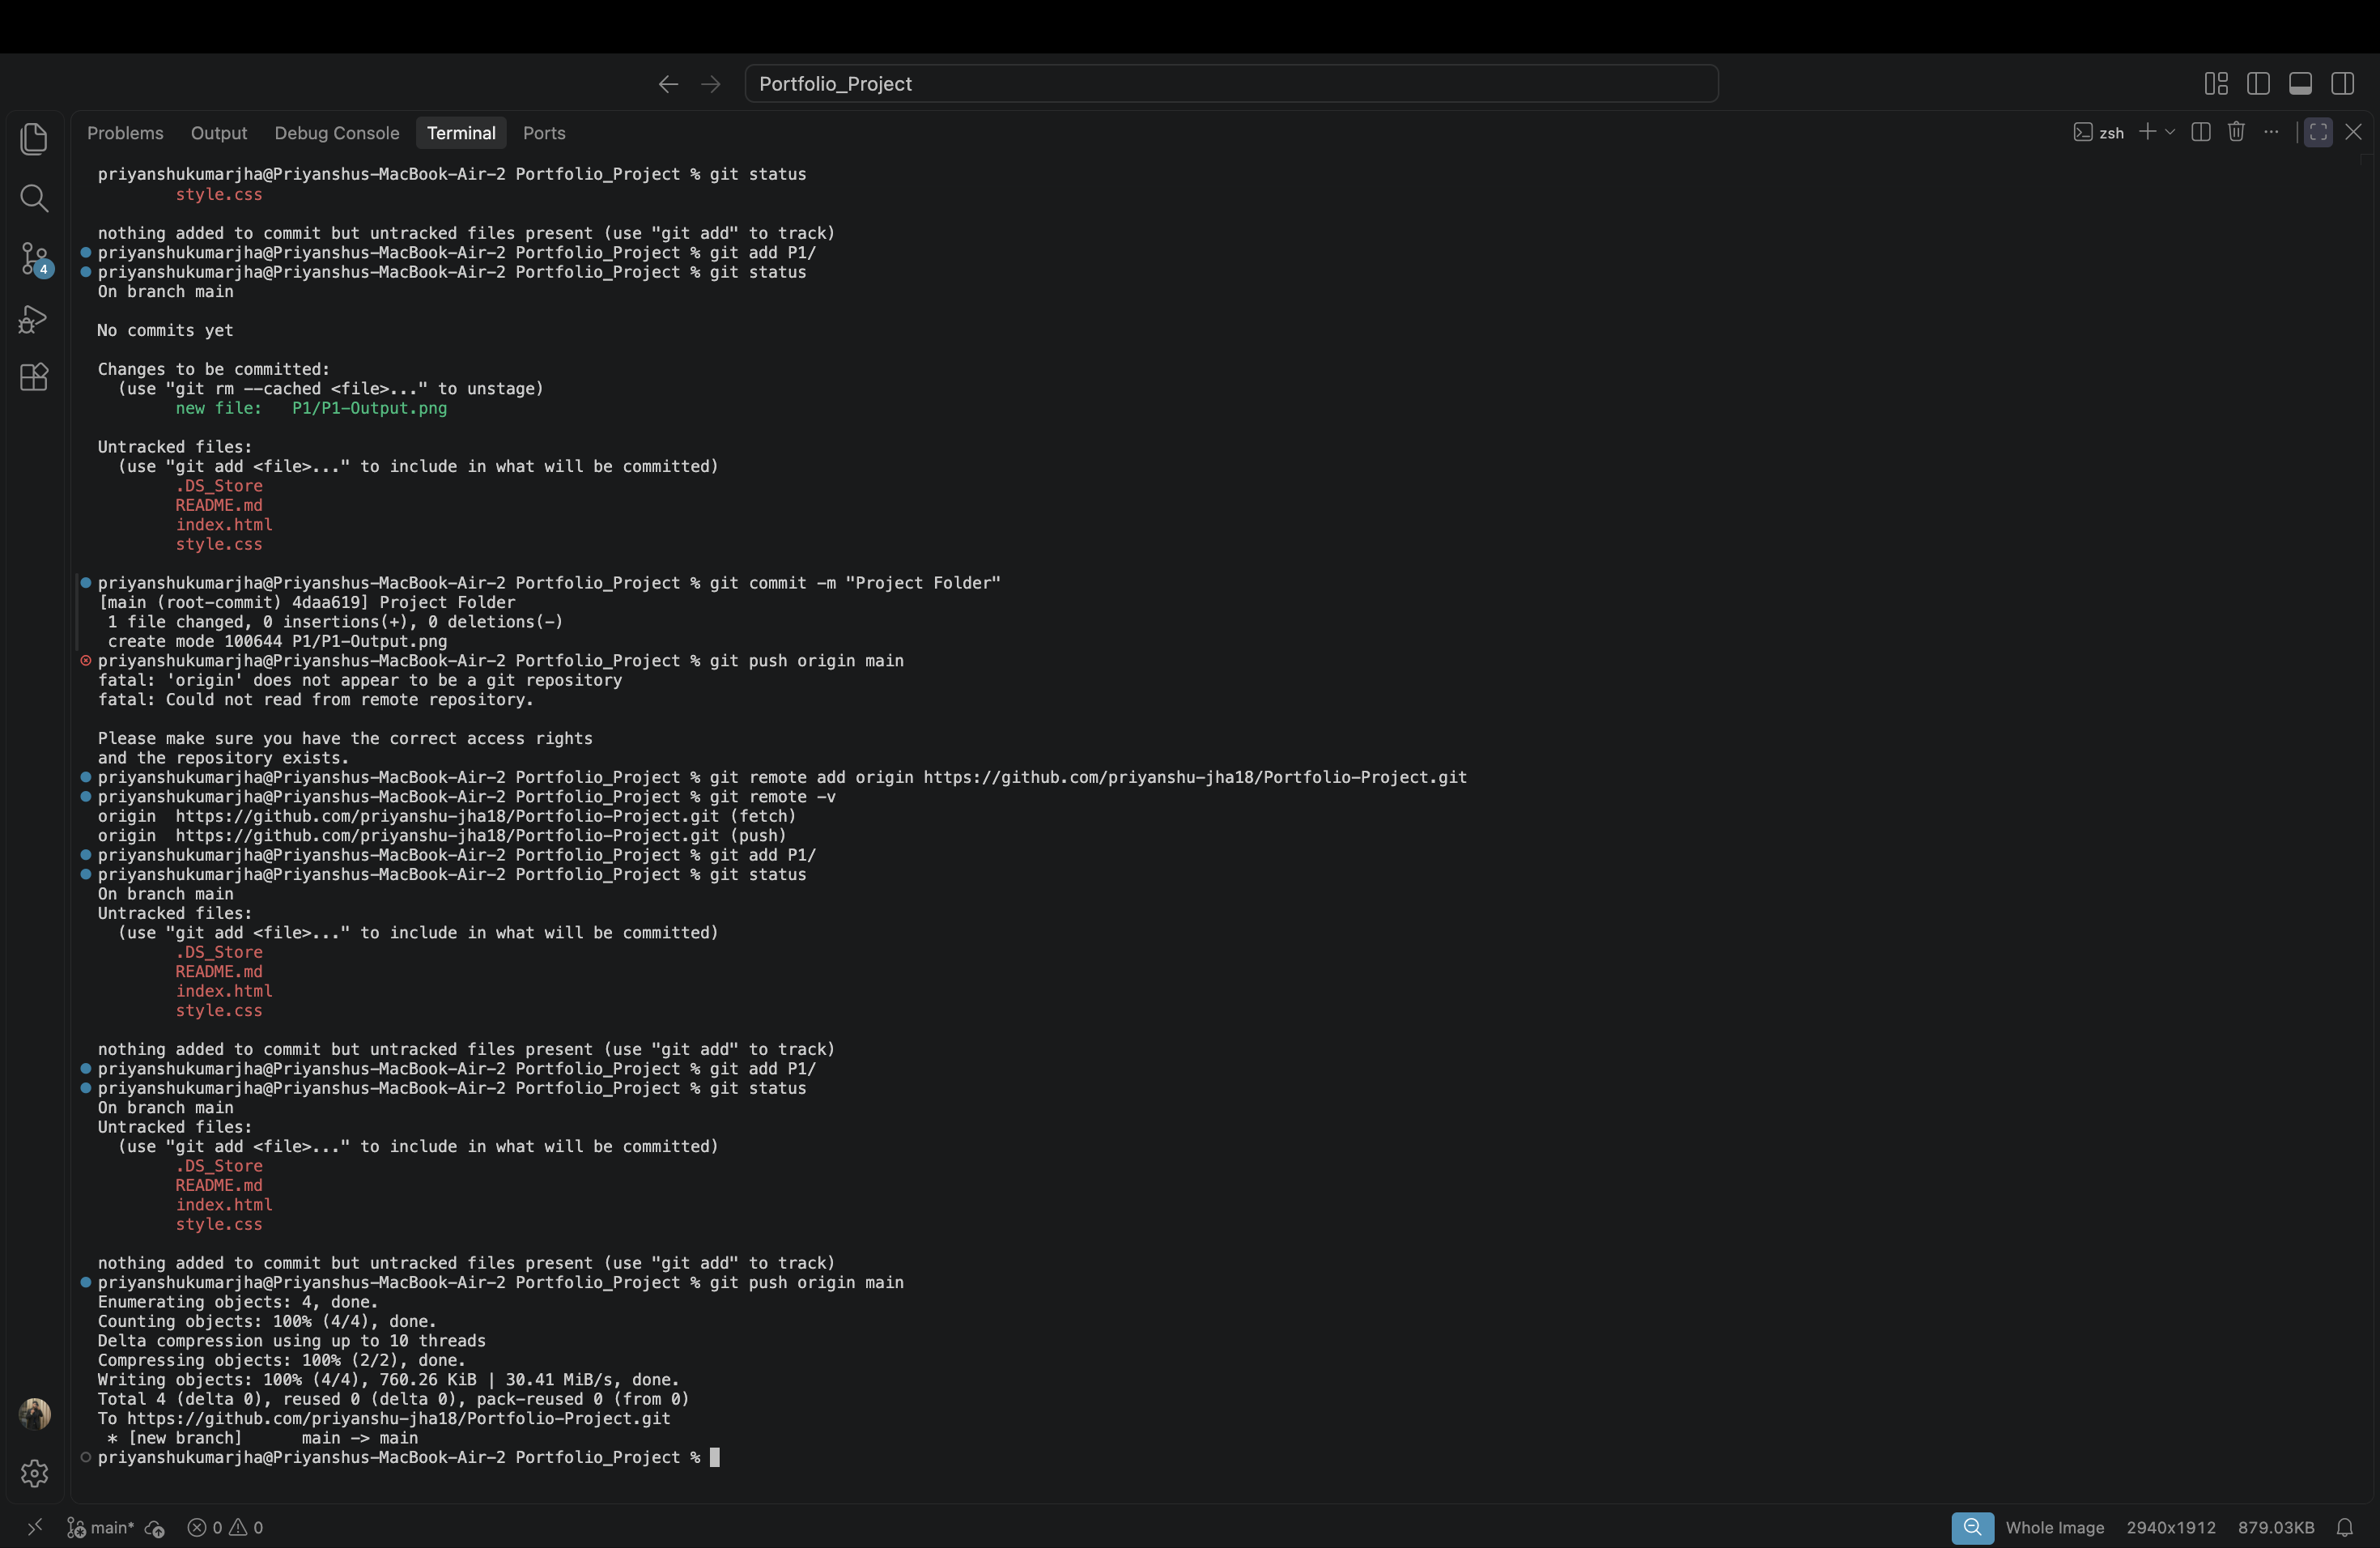 Portfolio_Project
Problems Output Debug Console Terminal Ports
zsh
priyanshukumarjha@Priyanshus-MacBook-Air-2 Portfolio_Project % git status
style.css
nothing added to commit but untracked files present (use "git add" to track)
priyanshukumarjha@Priyanshus-MacBook-Air-2 Portfolio_Project % git add P1/
priyanshukumarjha@Priyanshus-MacBook-Air-2 Portfolio_Project % git status
On branch main
No commits yet
Changes to be committed:
(use "git rm --cached <file>..." to unstage)
new file: P1/P1-Output.png
Untracked files:
(use "git add <file>..." to include in what will be committed)
.DS_Store
README.md
index.html
style.css
priyanshukumarjha@Priyanshus-MacBook-Air-2 Portfolio_Project % git commit -m "Project Folder"
[main (root-commit) 4daa619] Project Folder
1 file changed, 0 insertions(+), 0 deletions(-)
create mode 100644 P1/P1-Output.png
priyanshukumarjha@Priyanshus-MacBook-Air-2 Portfolio_Project % git push origin main
fatal: 'origin' does not appear to be a git repository
fatal: Could not read from remote repository.
Please make sure you have the correct access rights
and the repository exists.
priyanshukumarjha@Priyanshus-MacBook-Air-2 Portfolio_Project % git remote add origin https://github.com/priyanshu-jha18/Portfolio-Project.git
priyanshukumarjha@Priyanshus-MacBook-Air-2 Portfolio_Project % git remote -v
origin https://github.com/priyanshu-jha18/Portfolio-Project.git (fetch)
origin https://github.com/priyanshu-jha18/Portfolio-Project.git (push)
priyanshukumarjha@Priyanshus-MacBook-Air-2 Portfolio_Project % git add P1/
priyanshukumarjha@Priyanshus-MacBook-Air-2 Portfolio_Project % git status
On branch main
Untracked files:
(use "git add <file>..." to include in what will be committed)
.DS_Store
README.md
index.html
style.css
nothing added to commit but untracked files present (use "git add" to track)
priyanshukumarjha@Priyanshus-MacBook-Air-2 Portfolio_Project % git add P1/
priyanshukumarjha@Priyanshus-MacBook-Air-2 Portfolio_Project % git status
On branch main
Untracked files:
(use "git add <file>..." to include in what will be committed)
.DS_Store
README.md
index.html
style.css
nothing added to commit but untracked files present (use "git add" to track)
priyanshukumarjha@Priyanshus-MacBook-Air-2 Portfolio_Project % git push origin main
Enumerating objects: 4, done.
Counting objects: 100% (4/4), done.
Delta compression using up to 10 threads
Compressing objects: 100% (2/2), done.
Writing objects: 100% (4/4), 760.26 KiB | 30.41 MiB/s, done.
Total 4 (delta 0), reused 0 (delta 0), pack-reused 0 (from 0)
To https://github.com/priyanshu-jha18/Portfolio-Project.git
* [new branch] main -> main
priyanshukumarjha@Priyanshus-MacBook-Air-2 Portfolio_Project %
4
main* 0 0 Whole Image 2940x1912 879.03KB